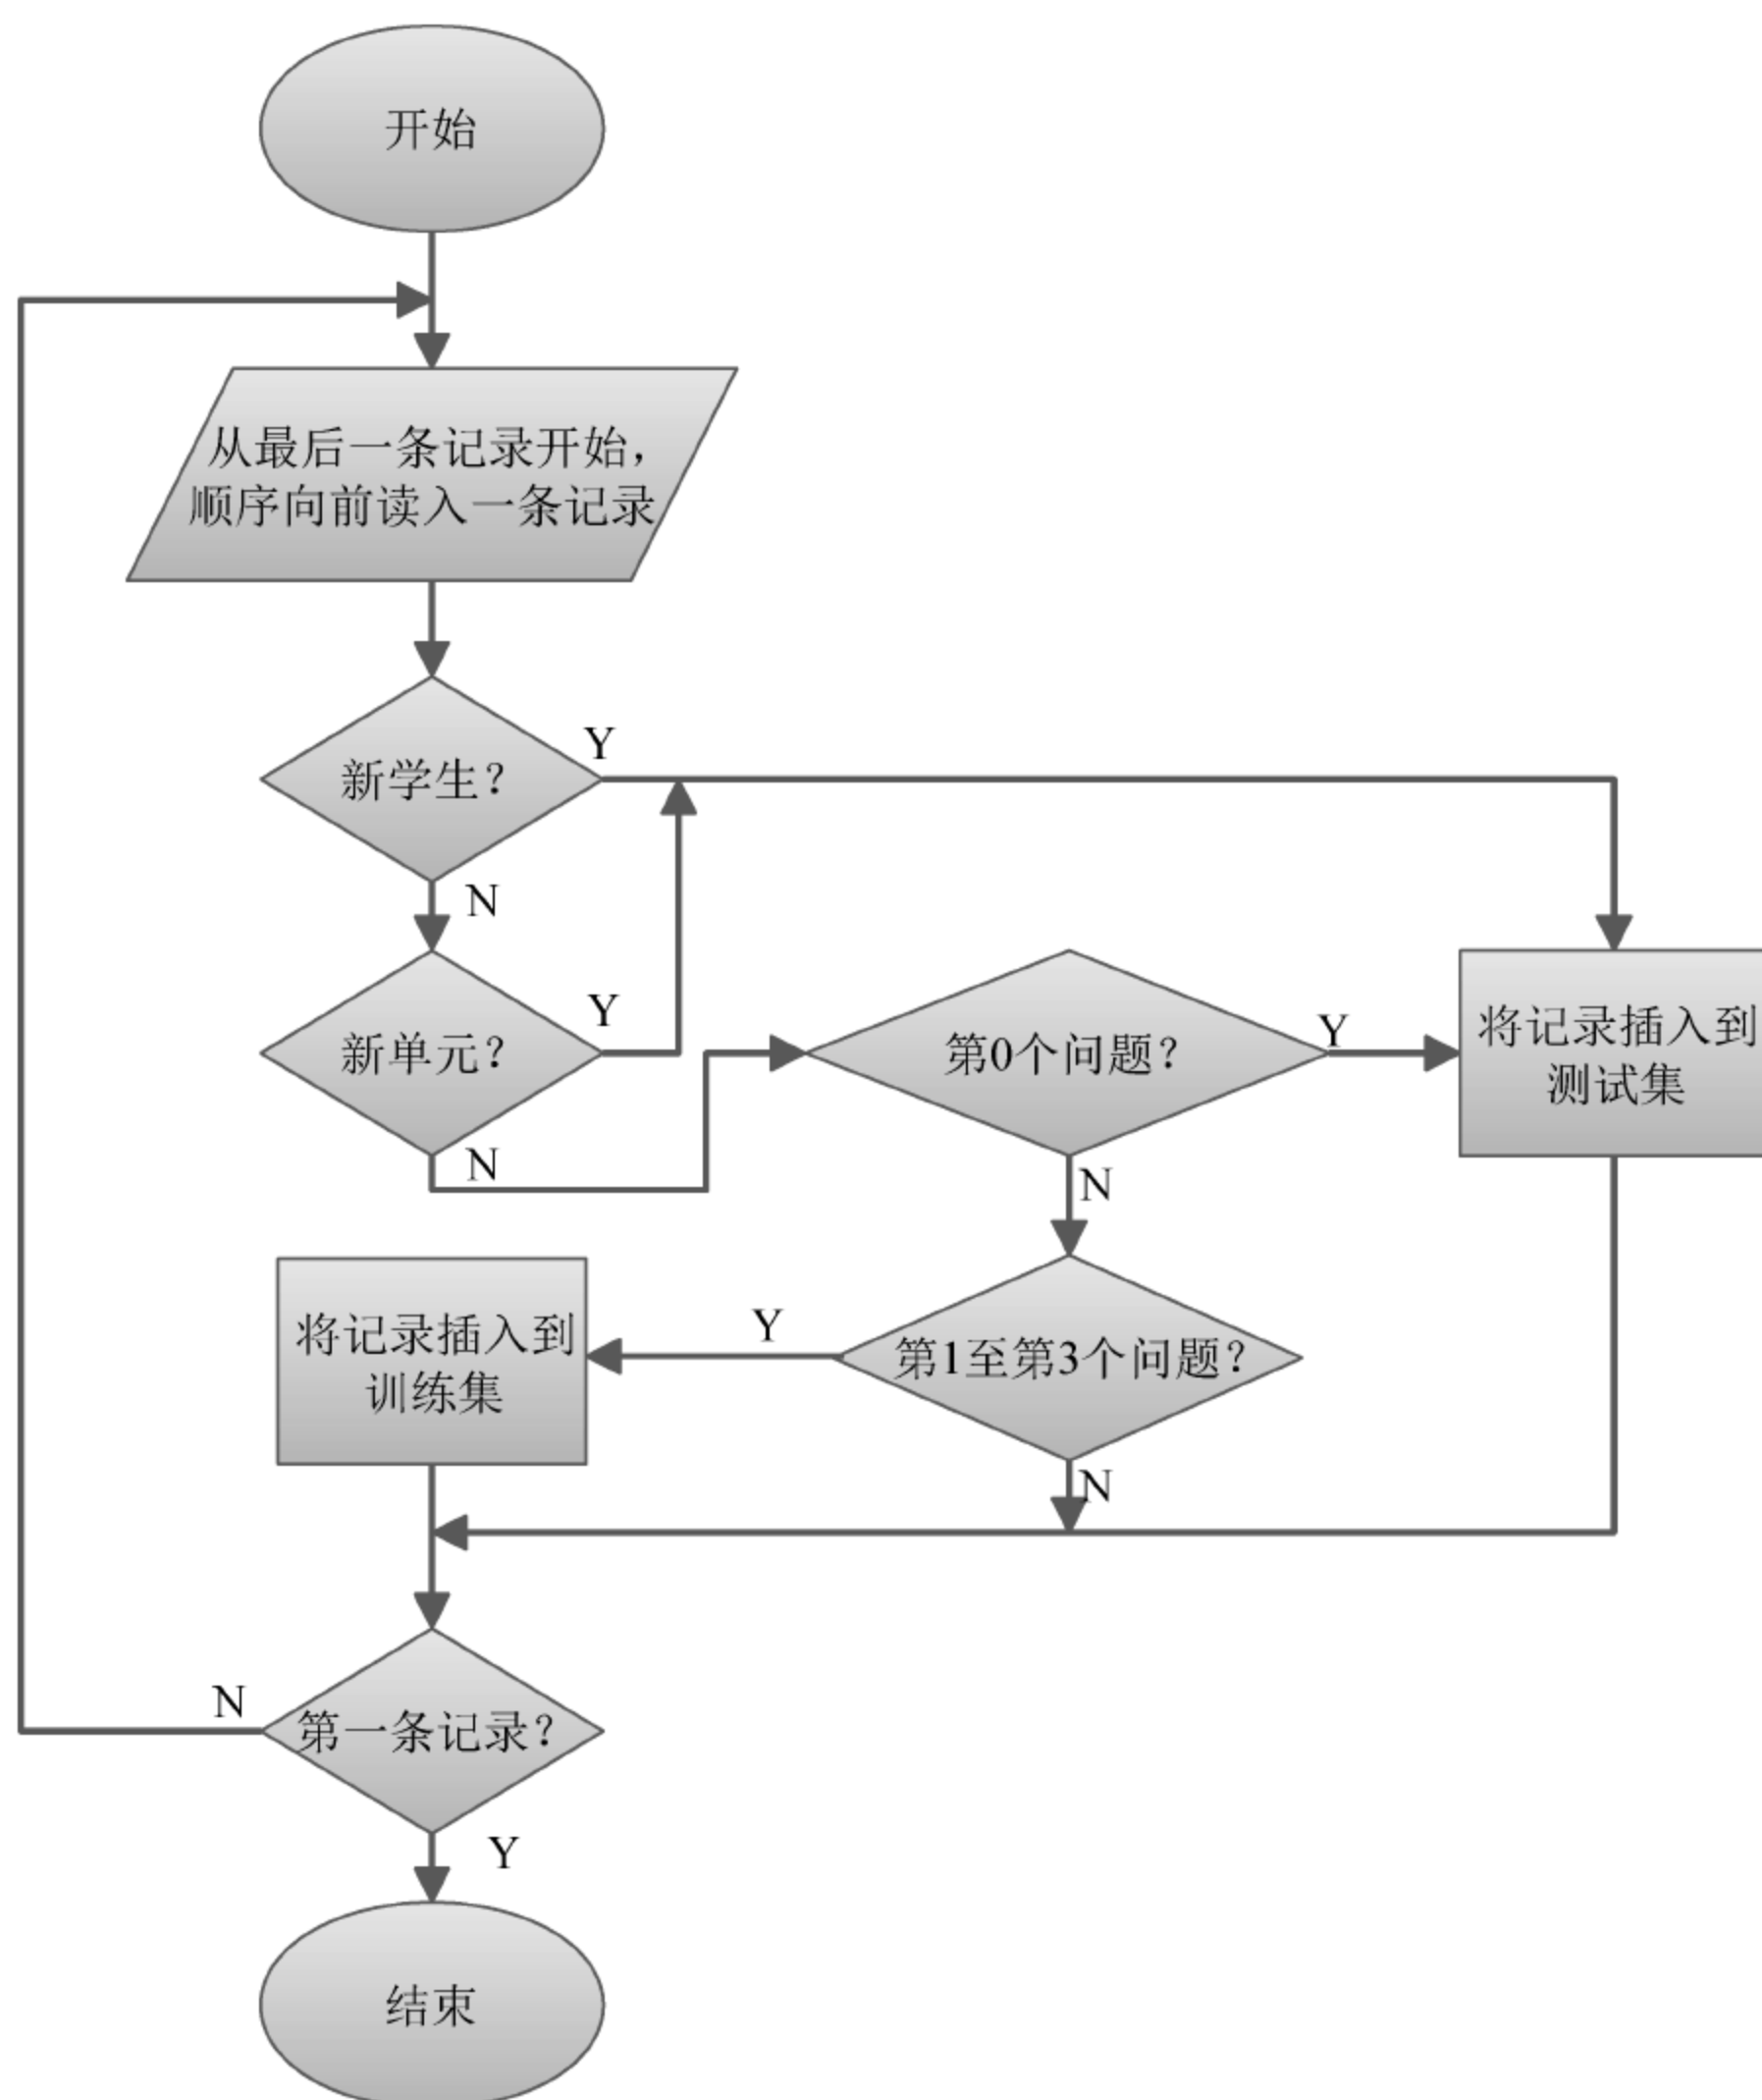 开始
从最后一条记录开始，
顺序向前读入一条记录
新学生？
Y
N
新单元？
Y
N
第0个问题？
Y
N
将记录插入到
测试集
第1至第3个问题？
Y
N
将记录插入到
训练集
第一条记录？
N
Y
结束